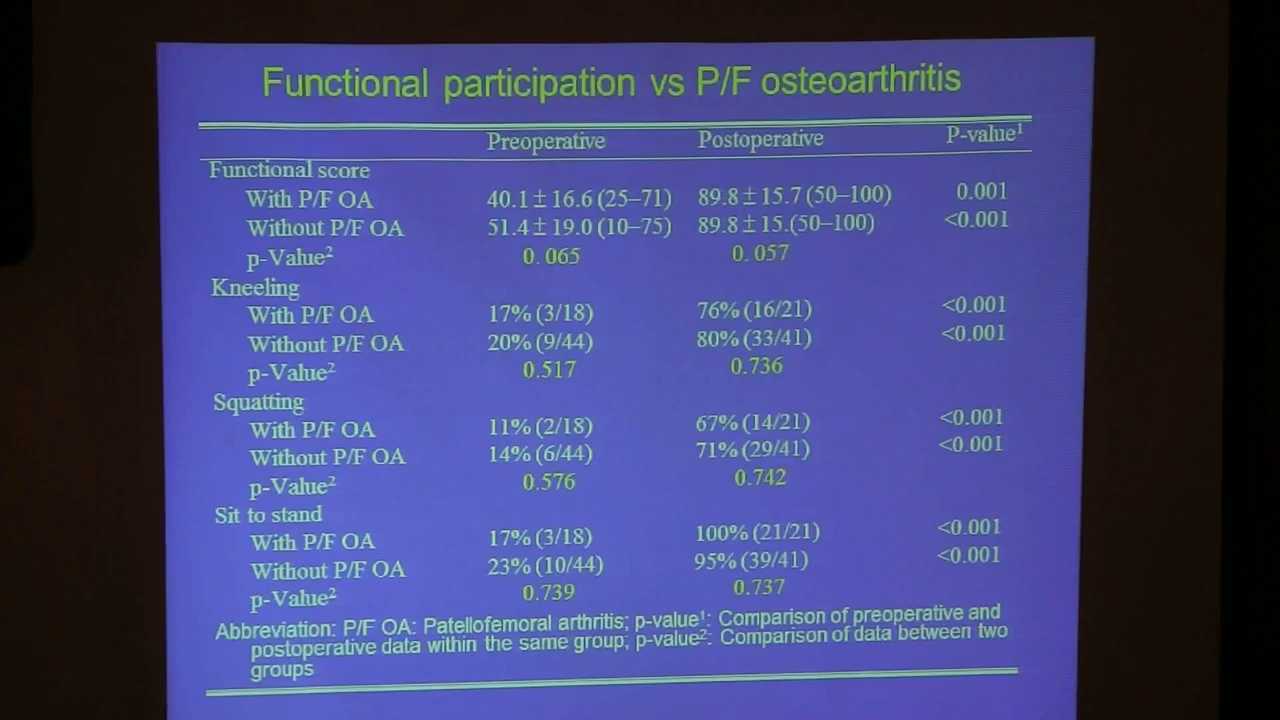 Functional participation vs P/F osteoarthritis
Preoperative Postoperative P-value¹
Functional score
With P/F OA 40.1 ± 16.6 (25–71) 89.8 ± 15.7 (50–100) 0.001
Without P/F OA 51.4 ± 19.0 (10–75) 89.8 ± 15.(50–100) <0.001
p-Value² 0. 065 0. 057
Kneeling
With P/F OA 17% (3/18) 76% (16/21) <0.001
Without P/F OA 20% (9/44) 80% (33/41) <0.001
p-Value² 0.517 0.736
Squatting
With P/F OA 11% (2/18) 67% (14/21) <0.001
Without P/F OA 14% (6/44) 71% (29/41) <0.001
p-Value² 0.576 0.742
Sit to stand
With P/F OA 17% (3/18) 100% (21/21) <0.001
Without P/F OA 23% (10/44) 95% (39/41) <0.001
p-Value² 0.739 0.737
Abbreviation: P/F OA: Patellofemoral arthritis; p-value¹: Comparison of preoperative and
postoperative data within the same group; p-value²: Comparison of data between two
groups